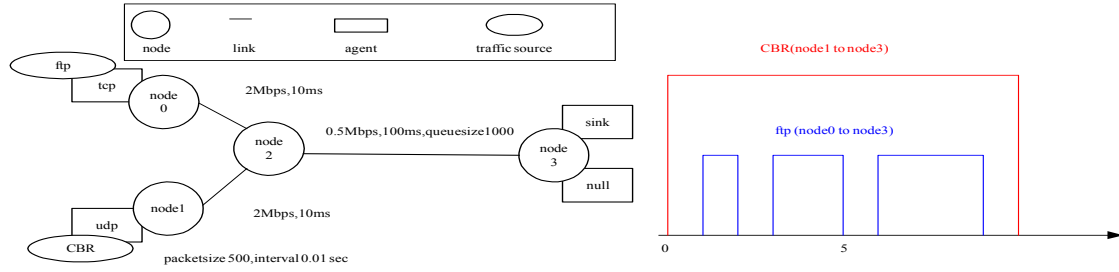 node link agent traffic source
ftp
tcp
node
0
2Mbps,10ms
node
2
0.5Mbps,100ms,queuesize1000
sink
node
3
null
node1
2Mbps,10ms
udp
CBR
packetsize 500,interval 0.01 sec
CBR(node1 to node3)
ftp (node0 to node3)
0 5